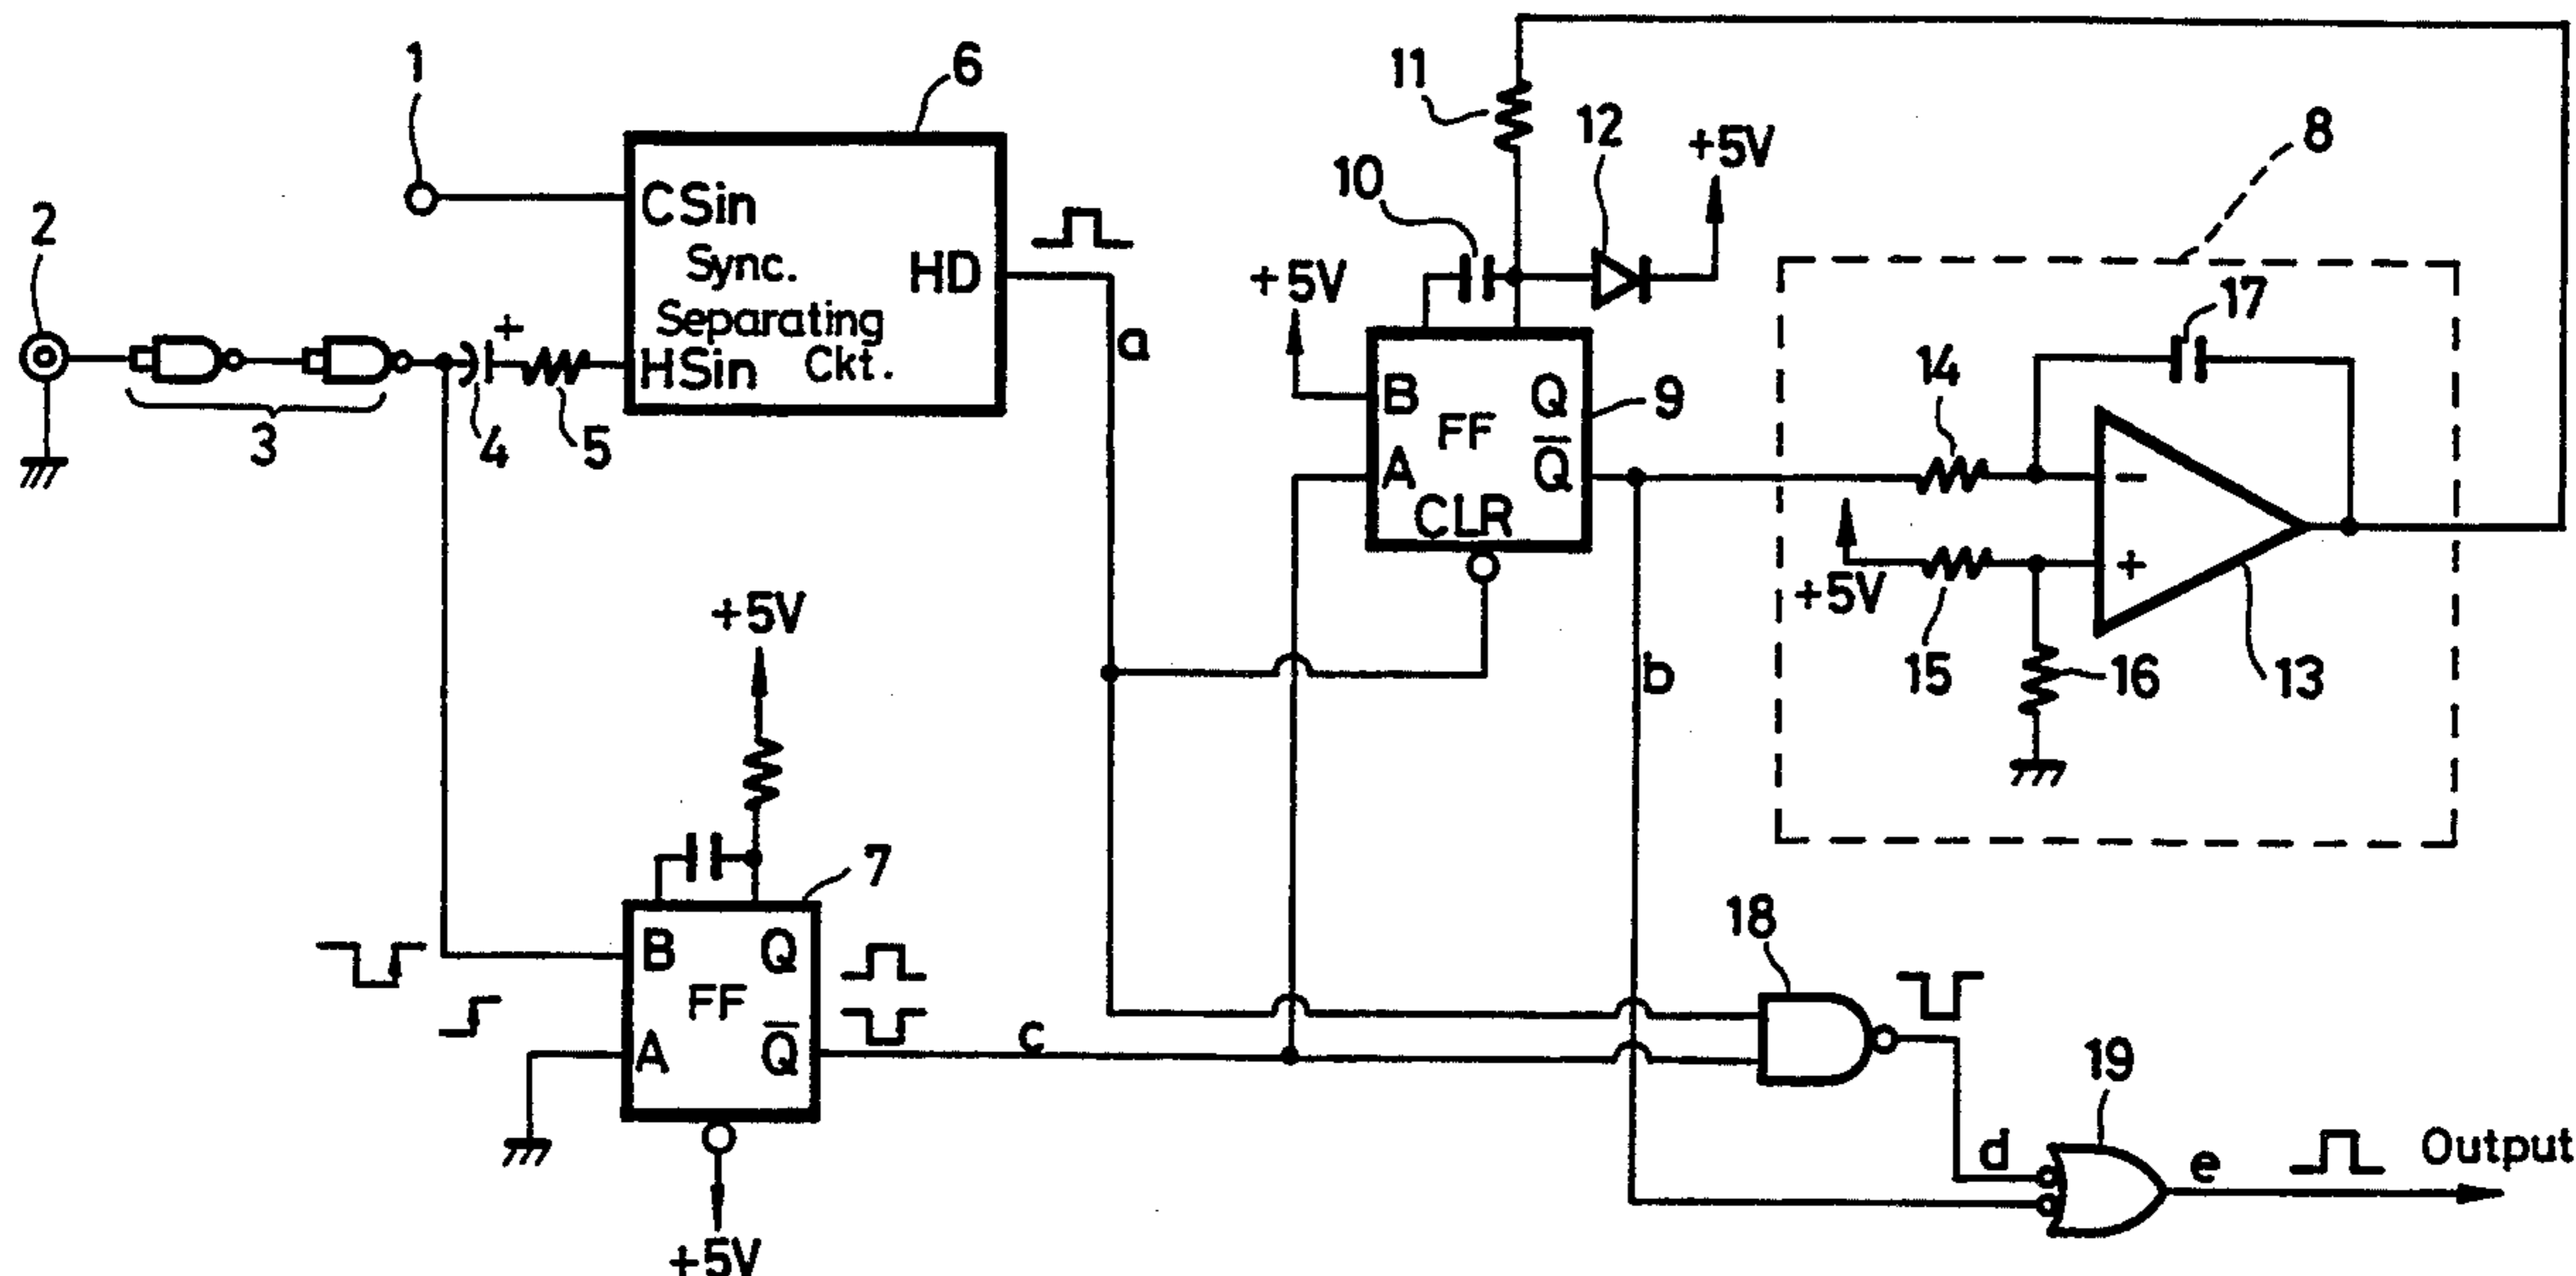 1
6
2
CSin
Sync.
HD
Separating
HSin
Ckt.
+
3
4
5
a
11
12
+5V
8
10
+5V
17
B
FF
Q
9
A
Q̅
CLR
14
−
+5V
+
15
16
13
b
+5V
7
B
Q
FF
A
Q̅
c
+5V
18
19
d
e
Output